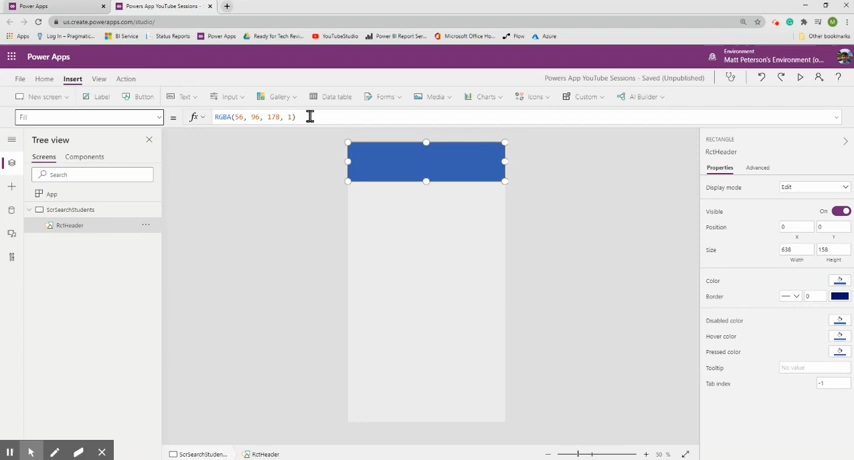 Power Apps
Powers App YouTube Sessions -
us.create.powerapps.com/studio/
Apps Log In – Pragmatic... BI Service Status Reports Power Apps Ready for Tech Rev... YouTubeStudio Power BI Report Ser... Microsoft Office Ho... Flow Azure Other bookmarks
Power Apps
Environment
Matt Peterson's Environment (o...
File Home Insert View Action Powers App YouTube Sessions - Saved (Unpublished)
New screen Label Button Text Input Gallery Data table Forms Media Charts Icons Custom AI Builder
Fill = fx RGBA(56, 96, 178, 1)
Tree view
Screens Components
Search
App
ScrSearchStudents
RctHeader
RECTANGLE
RctHeader
Properties Advanced
Display mode Edit
Visible On
Position 0 0
X Y
Size 638 158
Width Height
Color
Border 0
Disabled color
Hover color
Pressed color
Tooltip No value
Tab index -1
ScrSearchStuden... RctHeader 50 %